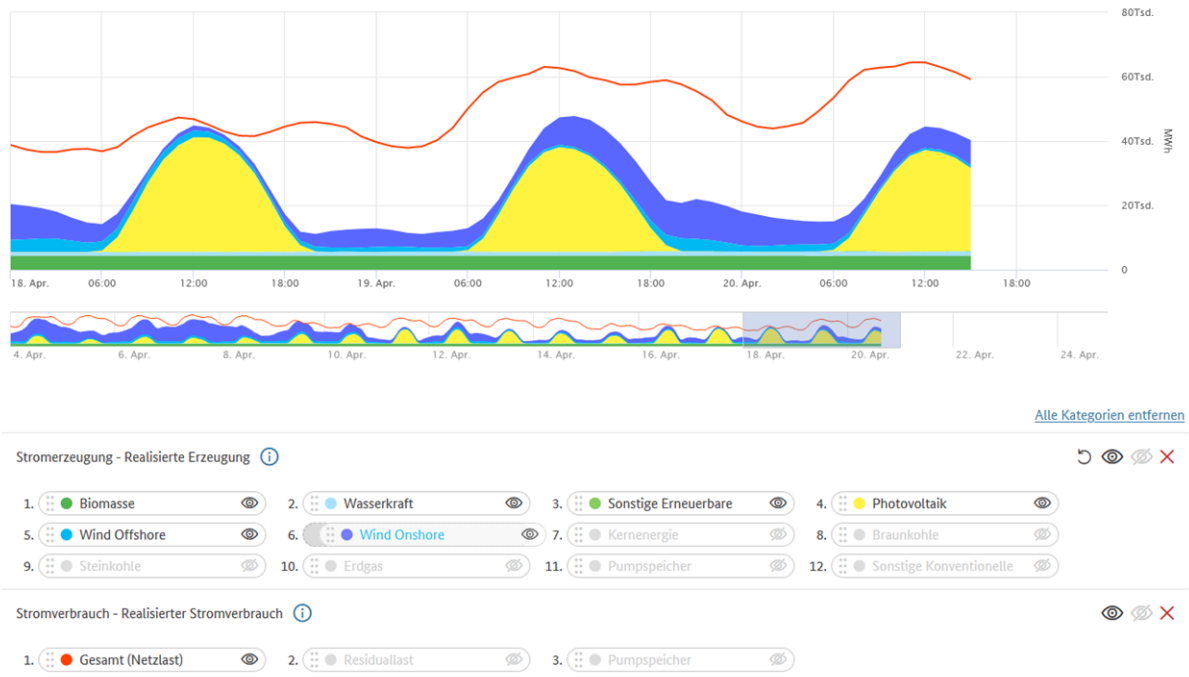 80Tsd.
60Tsd.
40Tsd.
MWh
20Tsd.
0
18. Apr. 06:00 12:00 18:00 19. Apr. 06:00 12:00 18:00 20. Apr. 06:00 12:00 18:00
4. Apr. 6. Apr. 8. Apr. 10. Apr. 12. Apr. 14. Apr. 16. Apr. 18. Apr. 20. Apr. 22. Apr. 24. Apr.
Alle Kategorien entfernen
Stromerzeugung - Realisierte Erzeugung
1. Biomasse 2. Wasserkraft 3. Sonstige Erneuerbare 4. Photovoltaik
5. Wind Offshore 6. Wind Onshore 7. Kernenergie 8. Braunkohle
9. Steinkohle 10. Erdgas 11. Pumpspeicher 12. Sonstige Konventionelle
Stromverbrauch - Realisierter Stromverbrauch
1. Gesamt (Netzlast) 2. Residuallast 3. Pumpspeicher